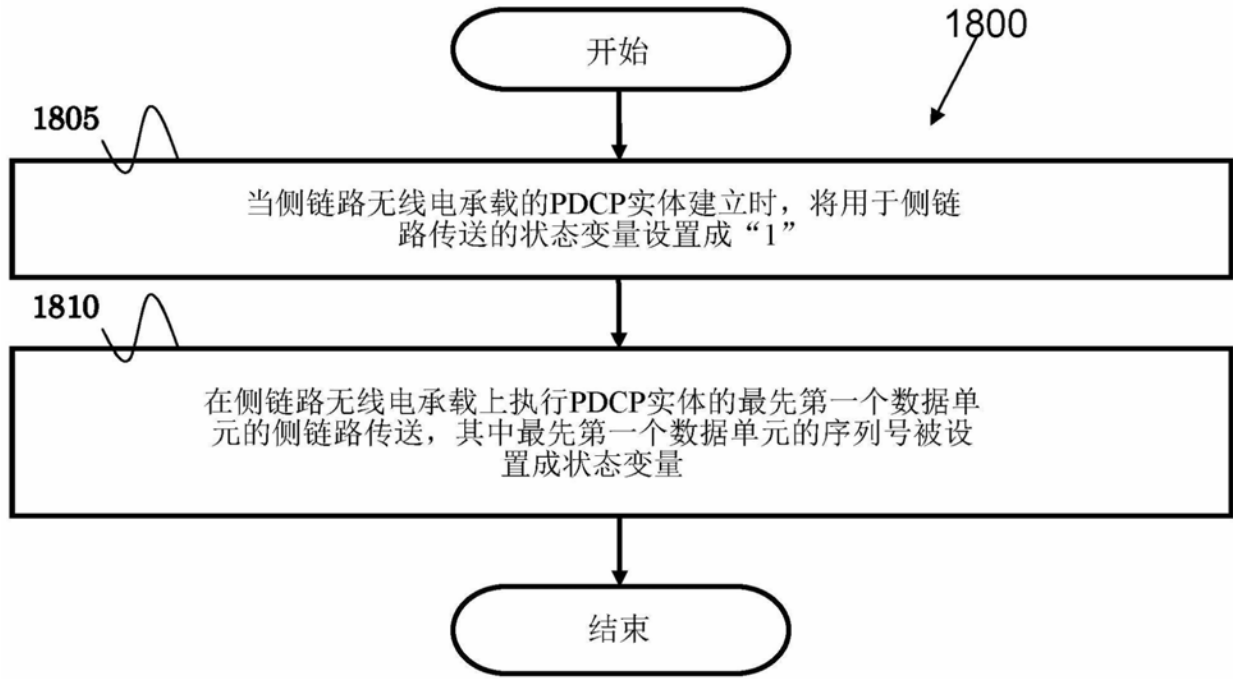 开始
1800
1805
当侧链路无线电承载的PDCP实体建立时，将用于侧链
路传送的状态变量设置成“1”
1810
在侧链路无线电承载上执行PDCP实体的最先第一个数据单
元的侧链路传送，其中最先第一个数据单元的序列号被设
置成状态变量
结束